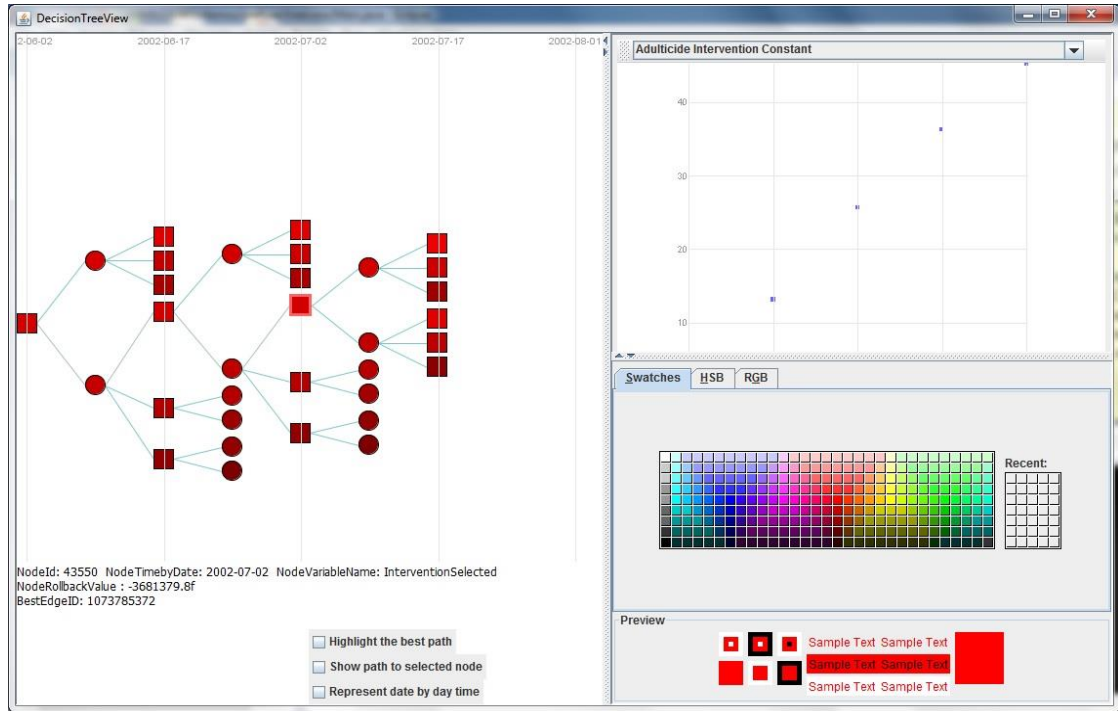 DecisionTreeView
2-06-02 2002-06-17 2002-07-02 2002-07-17 2002-08-01
Adulticide Intervention Constant
40
30
20
10
Swatches HSB RGB
Recent:
NodeId: 43550 NodeTimebyDate: 2002-07-02 NodeVariableName: InterventionSelected
NodeRollbackValue : -3681379.8f
BestEdgeID: 1073785372
Highlight the best path
Show path to selected node
Represent date by day time
Preview
Sample Text Sample Text
Sample Text Sample Text
Sample Text Sample Text